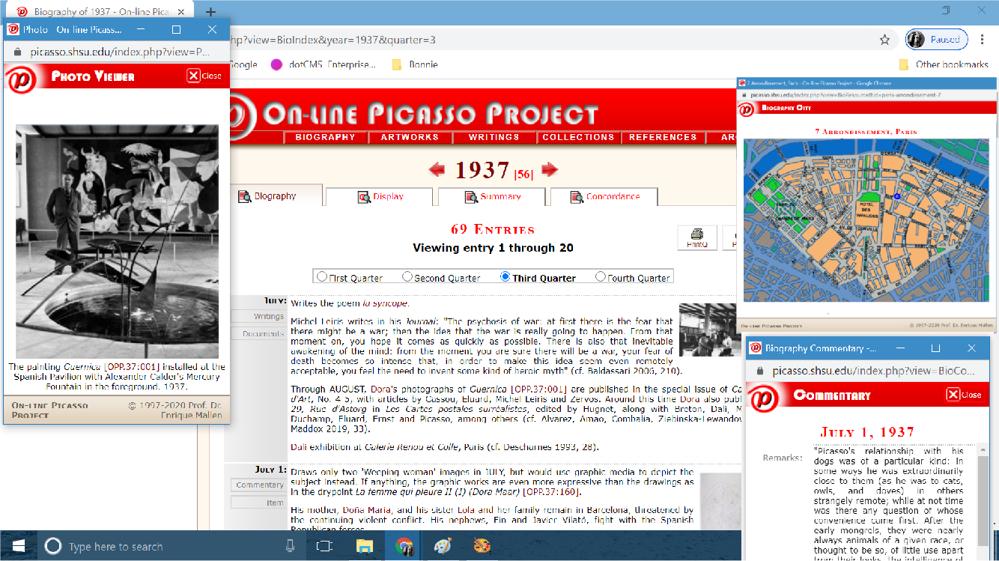 Biography of 1937 - On-line Pica
Photo - On-line Picass...
picasso.shsu.edu/index.php?view=P...
PHOTO VIEWER
Close
The painting Guernica [OPP.37:001] installed at the
Spanish Pavilion with Alexander Calder's Mercury
Fountain in the foreground. 1937.
ON-LINE PICASSO
PROJECT
© 1997-2020 Prof. Dr.
Enrique Mallen
hp?view=BioIndex&year=1937&quarter=3
Paused
Google
dotCMS Enterprise...
Bonnie
Other bookmarks
ON-LINE PICASSO PROJECT
BIOGRAPHY
ARTWORKS
WRITINGS
COLLECTIONS
REFERENCES
AR
1937 [56]
Biography
Display
Summary
Concordance
69 ENTRIES
Viewing entry 1 through 20
PrintQ
First Quarter
Second Quarter
Third Quarter
Fourth Quarter
JULY:
Writings
Documents
Writes the poem la syncope.
Michel Leiris writes in his Journal: "The psychosis of war: at first there is the fear that
there might be a war; then the idea that the war is really going to happen. From that
moment on, you hope it comes as quickly as possible. There is also that inevitable
awakening of the mind: from the moment you are sure there will be a war, your fear of
death becomes so intense that, in order to make this idea seem even remotely
acceptable, you feel the need to invent some kind of heroic myth" (cf. Baldassari 2006, 210).
Through AUGUST, Dora's photographs of Guernica [OPP.37:001] are published in the special issue of Ca
d'Art, No. 4-5, with articles by Cassou, Eluard, Michel Leiris and Zervos. Around this time Dora also publ
29, Rue d'Astorg in Les Cartes postales surréalistes, edited by Hugnet, along with Breton, Dalí, M
Duchamp, Eluard, Ernst and Picasso, among others (cf. Alvarez, Amao, Combalía, Ziebinska-Lewandow
Maddox 2019, 33).
Dalí exhibition at Galerie Renou et Colle, Paris (cf. Descharnes 1993, 28).
JULY 1:
Commentary
Item
Draws only two 'Weeping woman' images in JULY, but would use graphic media to depict the
subject instead. If anything, the graphic works are even more expressive than the drawings as
in the drypoint La femme qui pleure II (I) (Dora Maar) [OPP.37:160].
His mother, Doña María, and his sister Lola and her family remain in Barcelona, threatened by
the continuing violent conflict. His nephews, Fin and Javier Vilató, fight with the Spanish
Republican forces.
7 Arrondissement, Paris - On-line Picasso Project - Google Chrome
picasso.shsu.edu/index.php?view=BioResource&id=paris-arrondissement-7
BIOGRAPHY CITY
7 ARRONDISSEMENT, PARIS
HOTEL
DES
INVALIDES
ON-LINE PICASSO PROJECT
© 1997-2020 Prof. Dr. Enrique Mallen
Biography Commentary -...
picasso.shsu.edu/index.php?view=BioCo...
COMMENTARY
Close
JULY 1, 1937
Remarks:
"Picasso's relationship with his
dogs was of a particular kind: In
some ways he was extraordinarily
close to them (as he was to cats,
owls, and doves) in others
strangely remote; while at not time
was there any question of whose
convenience came first. After the
early mongrels, they were nearly
always animals of a given race, or
thought to be so, of little use apart
from their looks, the intelligence of
Type here to search